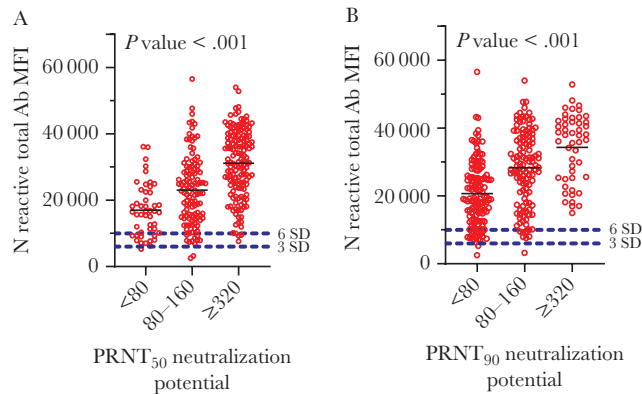 A
P value < .001
N reactive total Ab MFI
60 000
40 000
20 000
0
6 SD
3 SD
<80
80–160
≥320
PRNT50 neutralization
potential
B
P value < .001
N reactive total Ab MFI
60 000
40 000
20 000
0
6 SD
3 SD
<80
80–160
≥320
PRNT90 neutralization
potential